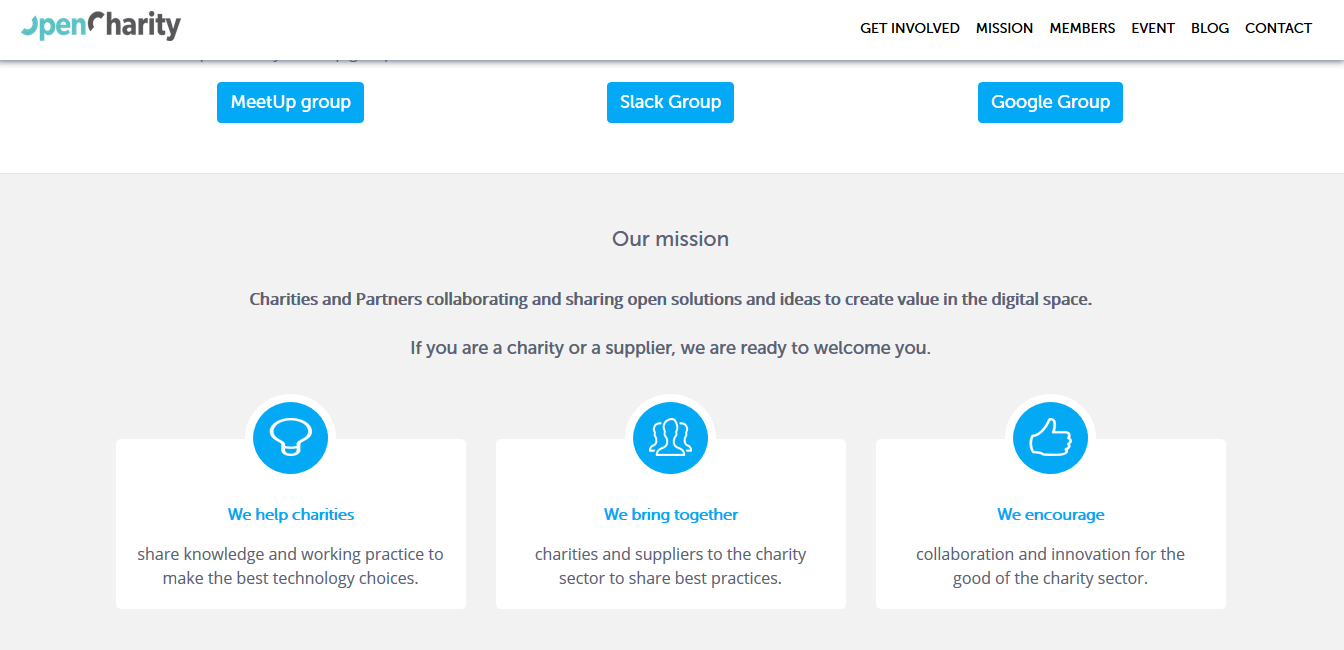 OpenCharity
GET INVOLVED MISSION MEMBERS EVENT BLOG CONTACT
MeetUp group Slack Group Google Group
Our mission
Charities and Partners collaborating and sharing open solutions and ideas to create value in the digital space.
If you are a charity or a supplier, we are ready to welcome you.
We help charities
share knowledge and working practice to
make the best technology choices.
We bring together
charities and suppliers to the charity
sector to share best practices.
We encourage
collaboration and innovation for the
good of the charity sector.